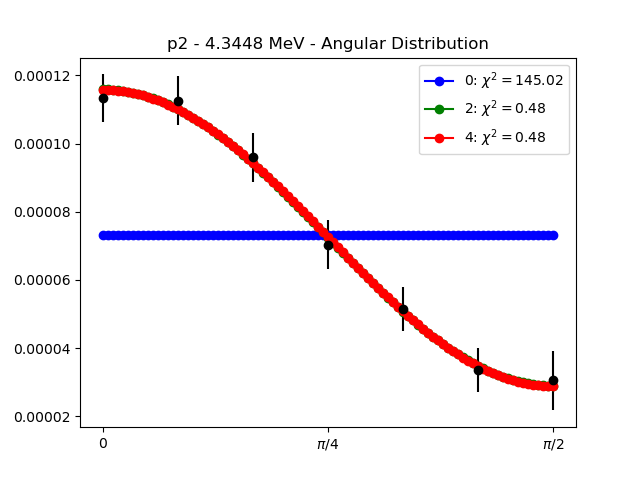 p2 - 4.3448 MeV - Angular Distribution
0.00012
0.00010
0.00008
0.00006
0.00004
0.00002
0: χ² = 145.02
2: χ² = 0.48
4: χ² = 0.48
0
π/4
π/2